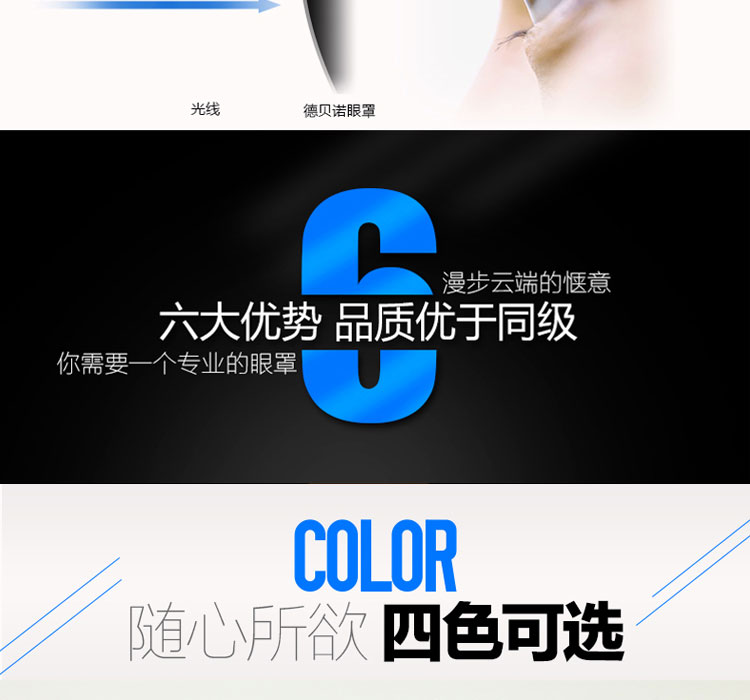 光线 德贝诺眼罩
6
漫步云端的惬意
六大优势 品质优于同级
你需要一个专业的眼罩
COLOR
随心所欲 四色可选